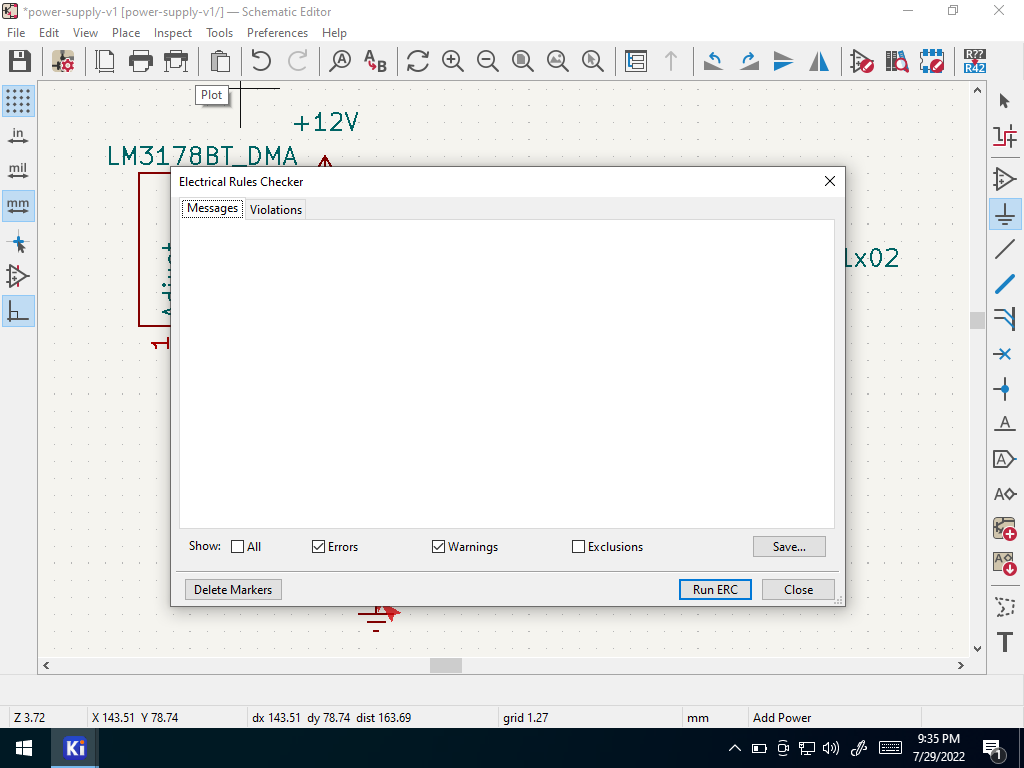 *power-supply-v1 [power-supply-v1/] — Schematic Editor
File Edit View Place Inspect Tools Preferences Help
R??
R42
Plot
+12V
LM3178BT_DMA
in
mil
mm
Electrical Rules Checker
Messages Violations
1x02
1
Show: All Errors Warnings Exclusions Save...
Delete Markers Run ERC Close
Z 3.72 X 143.51 Y 78.74 dx 143.51 dy 78.74 dist 163.69 grid 1.27 mm Add Power
Ki
9:35 PM
7/29/2022
1